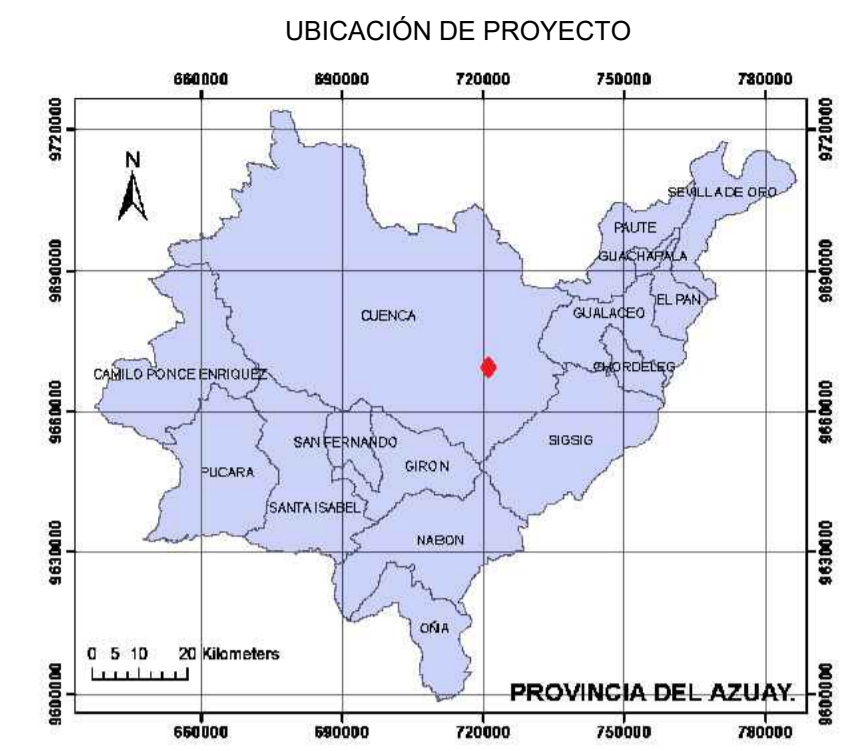 UBICACIÓN DE PROYECTO
660000 690000 720000 750000 780000
9720000 9720000
N
SEVILLA DE ORO
PAUTE
GUACHAPALA
9690000 9690000
EL PAN
GUALACEO
CUENCA
CHORDELEG
CAMILO PONCE ENRIQUEZ
9660000 9660000
SIGSIG
SAN FERNANDO
GIRON
PUCARA
SANTA ISABEL
NABON
9630000 9630000
OÑA
0 5 10 20 Kilometers
PROVINCIA DEL AZUAY.
9600000 9600000
660000 690000 720000 750000 780000